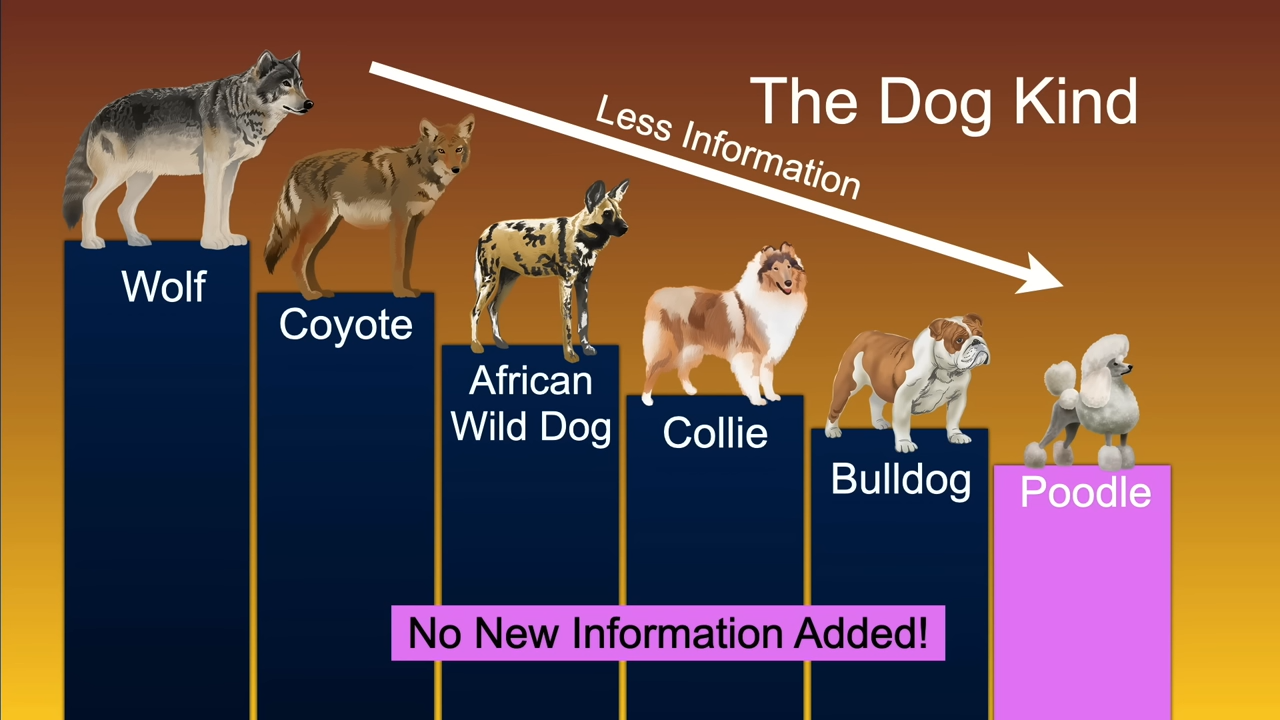 The Dog Kind
Less Information
Wolf
Coyote
African
Wild Dog
Collie
Bulldog
Poodle
No New Information Added!